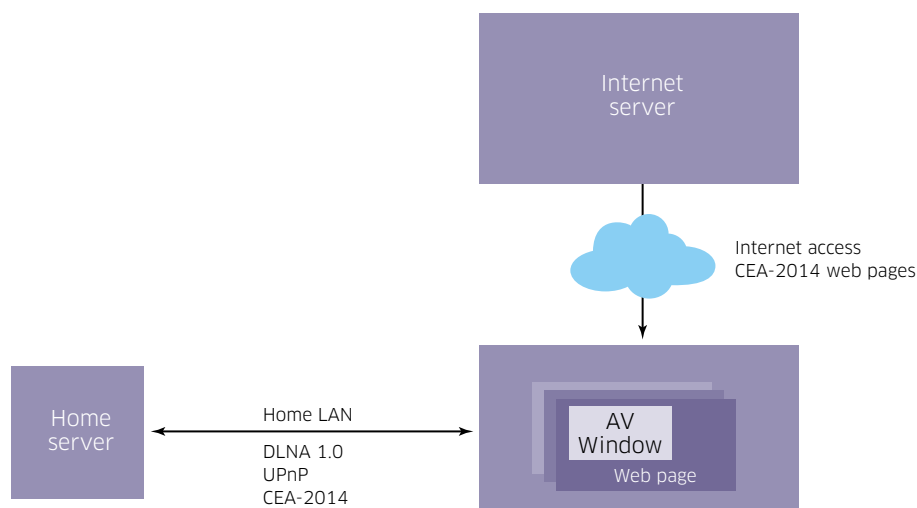 Internet
server
Internet access
CEA-2014 web pages
Home
server
Home LAN
DLNA 1.0
UPnP
CEA-2014
AV
Window
Web page